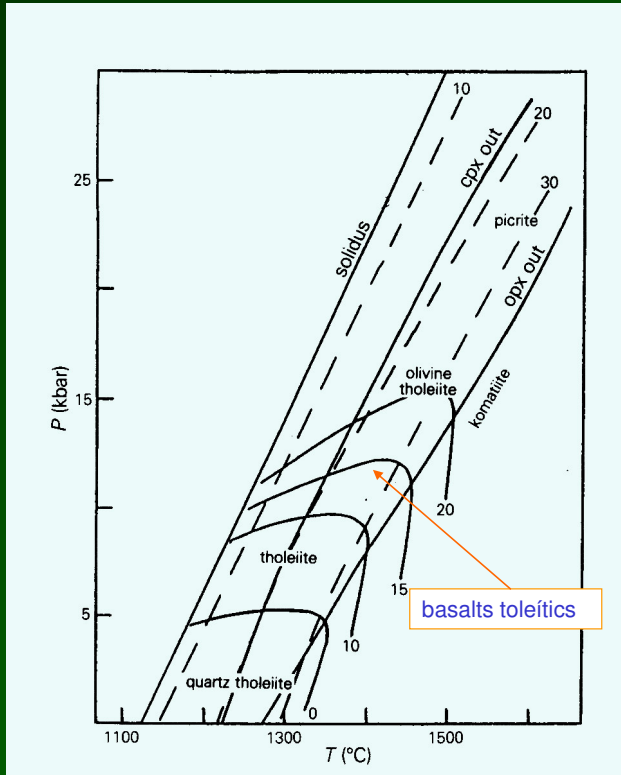 10
20
25
cpx out
30
picrite
solidus
opx out
P (kbar)
15
olivine
tholeiite
komatiite
20
tholeiite
15
basalts toleítics
5
10
quartz tholeiite
0
1100
1300
1500
T (°C)